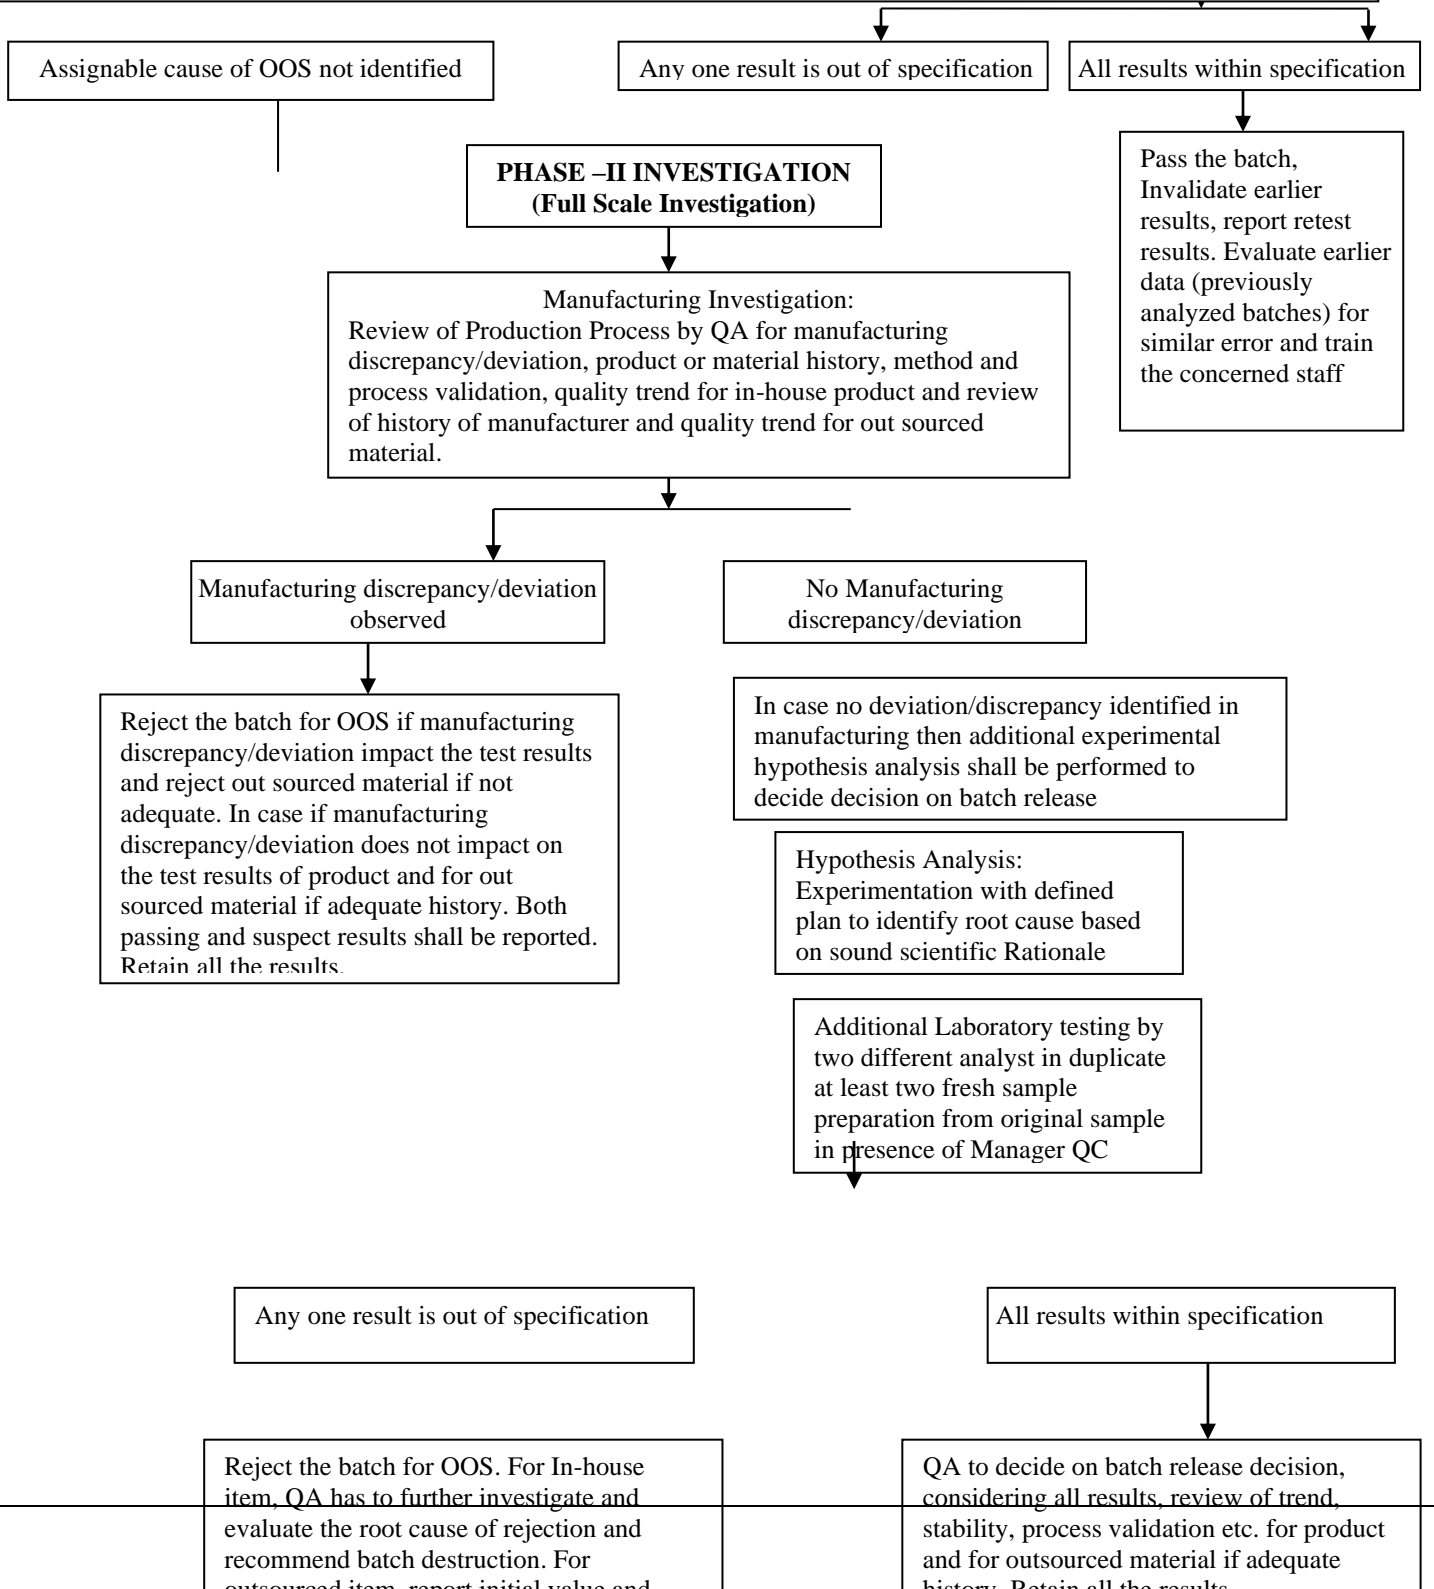 Assignable cause of OOS not identified
Any one result is out of specification
All results within specification
Pass the batch,
Invalidate earlier
results, report retest
results. Evaluate earlier
data (previously
analyzed batches) for
similar error and train
the concerned staff
PHASE –II INVESTIGATION
(Full Scale Investigation)
Manufacturing Investigation:
Review of Production Process by QA for manufacturing
discrepancy/deviation, product or material history, method and
process validation, quality trend for in-house product and review
of history of manufacturer and quality trend for out sourced
material.
Manufacturing discrepancy/deviation
observed
No Manufacturing
discrepancy/deviation
Reject the batch for OOS if manufacturing
discrepancy/deviation impact the test results
and reject out sourced material if not
adequate. In case if manufacturing
discrepancy/deviation does not impact on
the test results of product and for out
sourced material if adequate history. Both
passing and suspect results shall be reported.
Retain all the results.
In case no deviation/discrepancy identified in
manufacturing then additional experimental
hypothesis analysis shall be performed to
decide decision on batch release
Hypothesis Analysis:
Experimentation with defined
plan to identify root cause based
on sound scientific Rationale
Additional Laboratory testing by
two different analyst in duplicate
at least two fresh sample
preparation from original sample
in presence of Manager QC
Any one result is out of specification
All results within specification
Reject the batch for OOS. For In-house
item, QA has to further investigate and
evaluate the root cause of rejection and
recommend batch destruction. For
outsourced item, report initial value and
QA to decide on batch release decision,
considering all results, review of trend,
stability, process validation etc. for product
and for outsourced material if adequate
history. Retain all the results